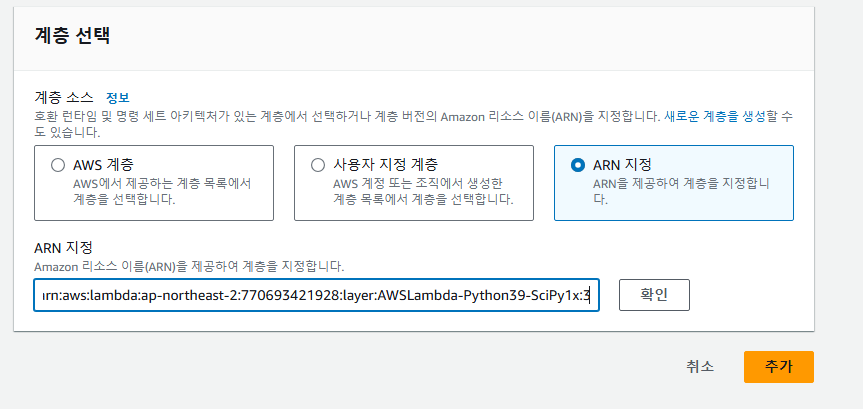 계층 선택
계층 소스 정보
호환 런타임 및 명령 세트 아키텍처가 있는 계층에서 선택하거나 계층 버전의 Amazon 리소스 이름(ARN)을 지정합니다. 새로운 계층을 생성할 수
도 있습니다.
AWS 계층
AWS에서 제공하는 계층 목록에서
계층을 선택합니다.
사용자 지정 계층
AWS 계정 또는 조직에서 생성한
계층 목록에서 계층을 선택합니다.
ARN 지정
ARN을 제공하여 계층을 지정합니
다.
ARN 지정
Amazon 리소스 이름(ARN)을 제공하여 계층을 지정합니다.
arn:aws:lambda:ap-northeast-2:770693421928:layer:AWSLambda-Python39-SciPy1x:3
확인
취소
추가